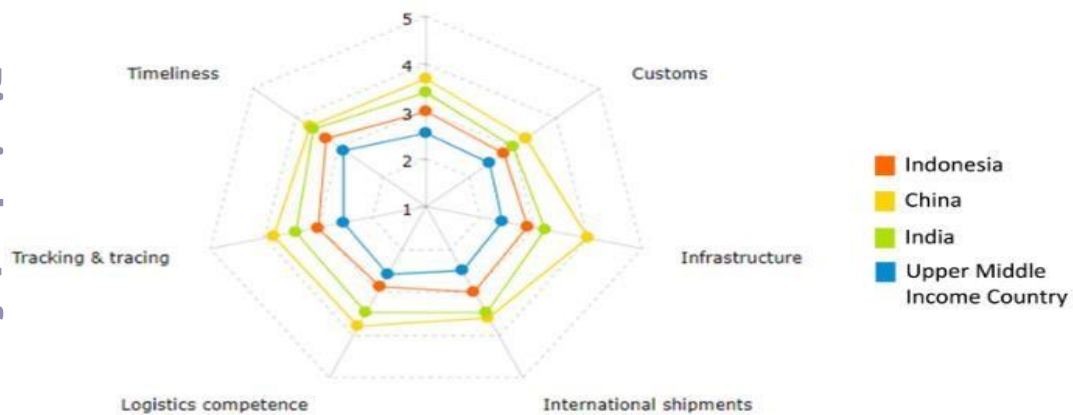 5
4
3
2
1
Timeliness
Customs
Tracking & tracing
Infrastructure
Logistics competence
International shipments
Indonesia
China
India
Upper Middle
Income Country